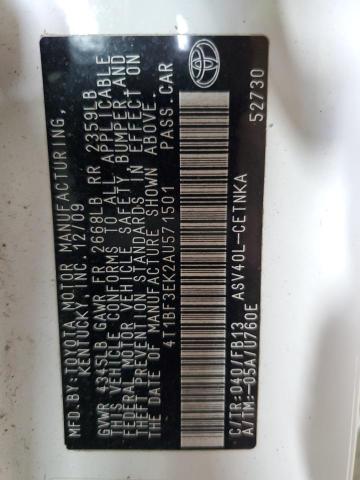 MFD BY:TOYOTA MOTOR MANUFACTURING,
KENTUCKY, INC. 12/09
GVWR 4345LB GAWR FR 2668LB RR 2359LB
THIS VEHICLE CONFORMS TO ALL APPLICABLE
FEDERAL MOTOR VEHICLE SAFETY, BUMPER, AND
THEFT PREVENTION STANDARDS IN EFFECT ON
THE DATE OF MANUFACTURE SHOWN ABOVE.
4T1BF3EK2AU571501 PASS.CAR
C/TR:040/FB13 ASV40L-CETNKA
A/TM:-05A/U760E 52730
TOYOTA